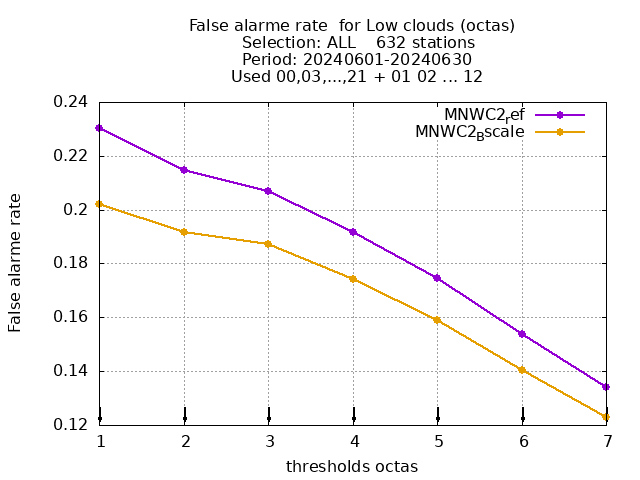 False alarme rate  for Low clouds (octas)
Selection: ALL    632 stations
Period: 20240601-20240630
Used 00,03,...,21 + 01 02 ... 12
MNWC2ref
MNWC2Bscale
False alarme rate
0.24
0.22
0.2
0.18
0.16
0.14
0.12
1 2 3 4 5 6 7
thresholds octas